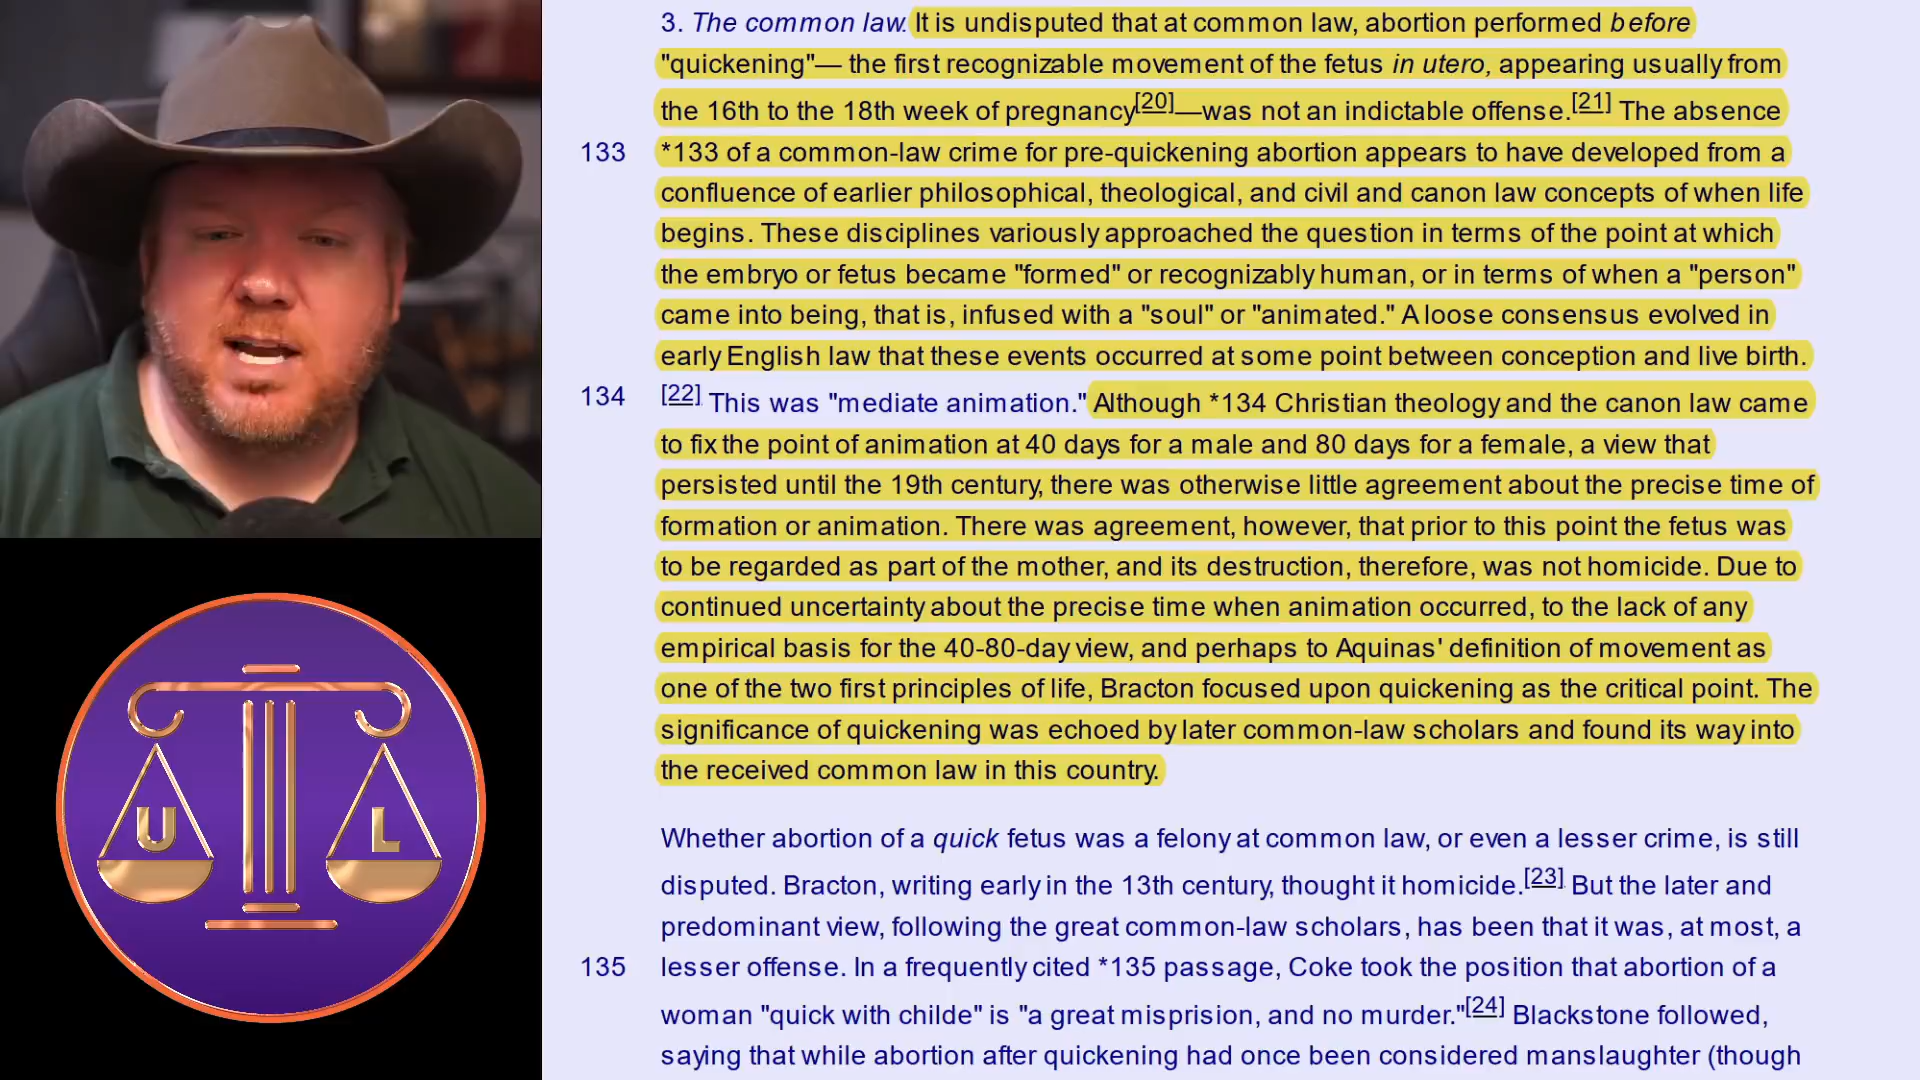 3. The common law. It is undisputed that at common law, abortion performed before
"quickening"— the first recognizable movement of the fetus in utero, appearing usually from
the 16th to the 18th week of pregnancy[20]—was not an indictable offense.[21] The absence
133 *133 of a common-law crime for pre-quickening abortion appears to have developed from a
confluence of earlier philosophical, theological, and civil and canon law concepts of when life
begins. These disciplines variously approached the question in terms of the point at which
the embryo or fetus became "formed" or recognizably human, or in terms of when a "person"
came into being, that is, infused with a "soul" or "animated." A loose consensus evolved in
early English law that these events occurred at some point between conception and live birth.
134 [22] This was "mediate animation." Although *134 Christian theology and the canon law came
to fix the point of animation at 40 days for a male and 80 days for a female, a view that
persisted until the 19th century, there was otherwise little agreement about the precise time of
formation or animation. There was agreement, however, that prior to this point the fetus was
to be regarded as part of the mother, and its destruction, therefore, was not homicide. Due to
continued uncertainty about the precise time when animation occurred, to the lack of any
empirical basis for the 40-80-day view, and perhaps to Aquinas' definition of movement as
one of the two first principles of life, Bracton focused upon quickening as the critical point. The
significance of quickening was echoed by later common-law scholars and found its way into
the received common law in this country.
Whether abortion of a quick fetus was a felony at common law, or even a lesser crime, is still
disputed. Bracton, writing early in the 13th century, thought it homicide.[23] But the later and
predominant view, following the great common-law scholars, has been that it was, at most, a
135 lesser offense. In a frequently cited *135 passage, Coke took the position that abortion of a
woman "quick with childe" is "a great misprision, and no murder."[24] Blackstone followed,
saying that while abortion after quickening had once been considered manslaughter (though
U L